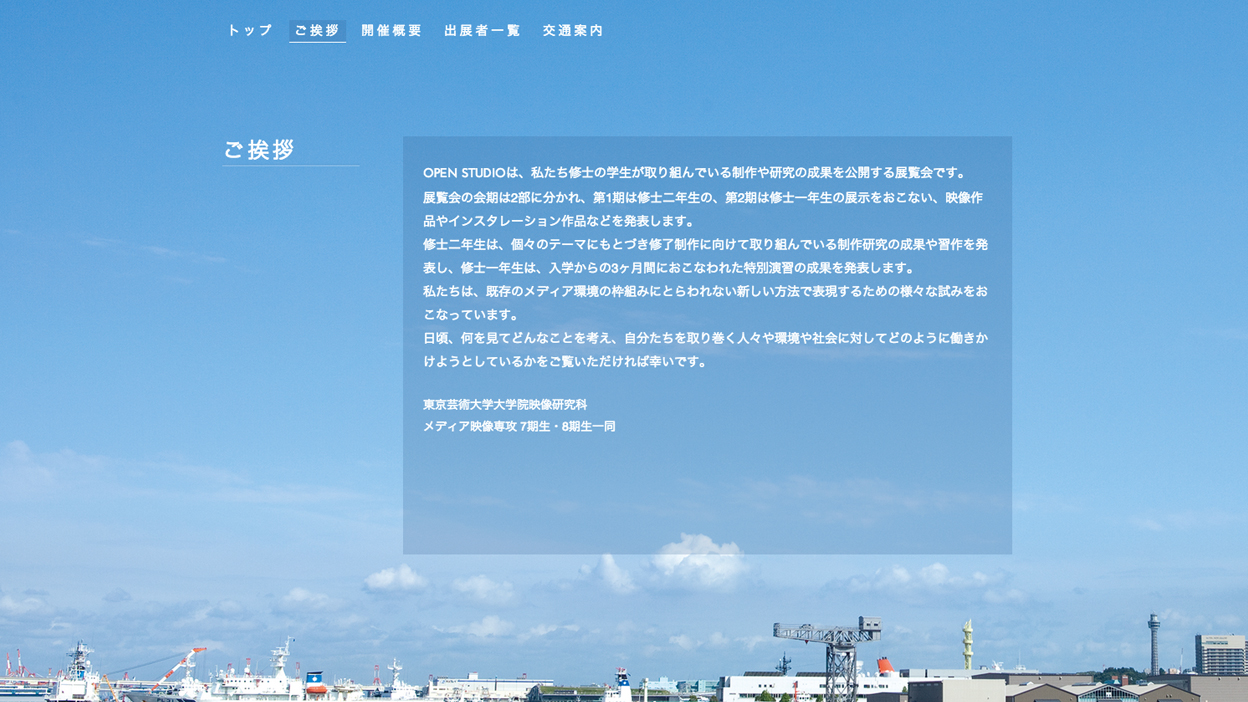 トップ ご挨拶 開催概要 出展者一覧 交通案内
ご挨拶
OPEN STUDIOは、私たち修士の学生が取り組んでいる制作や研究の成果を公開する展覧会です。
展覧会の会期は2部に分かれ、第1期は修士二年生の、第2期は修士一年生の展示をおこない、映像作
品やインスタレーション作品などを発表します。
修士二年生は、個々のテーマにもとづき修了制作に向けて取り組んでいる制作研究の成果や習作を発
表し、修士一年生は、入学からの3ヶ月間におこなわれた特別演習の成果を発表します。
私たちは、既存のメディア環境の枠組みにとらわれない新しい方法で表現するための様々な試みをお
こなっています。
日頃、何を見てどんなことを考え、自分たちを取り巻く人々や環境や社会に対してどのように働きか
けようとしているかをご覧いただければ幸いです。
東京芸術大学大学院映像研究科
メディア映像専攻 7期生・8期生一同